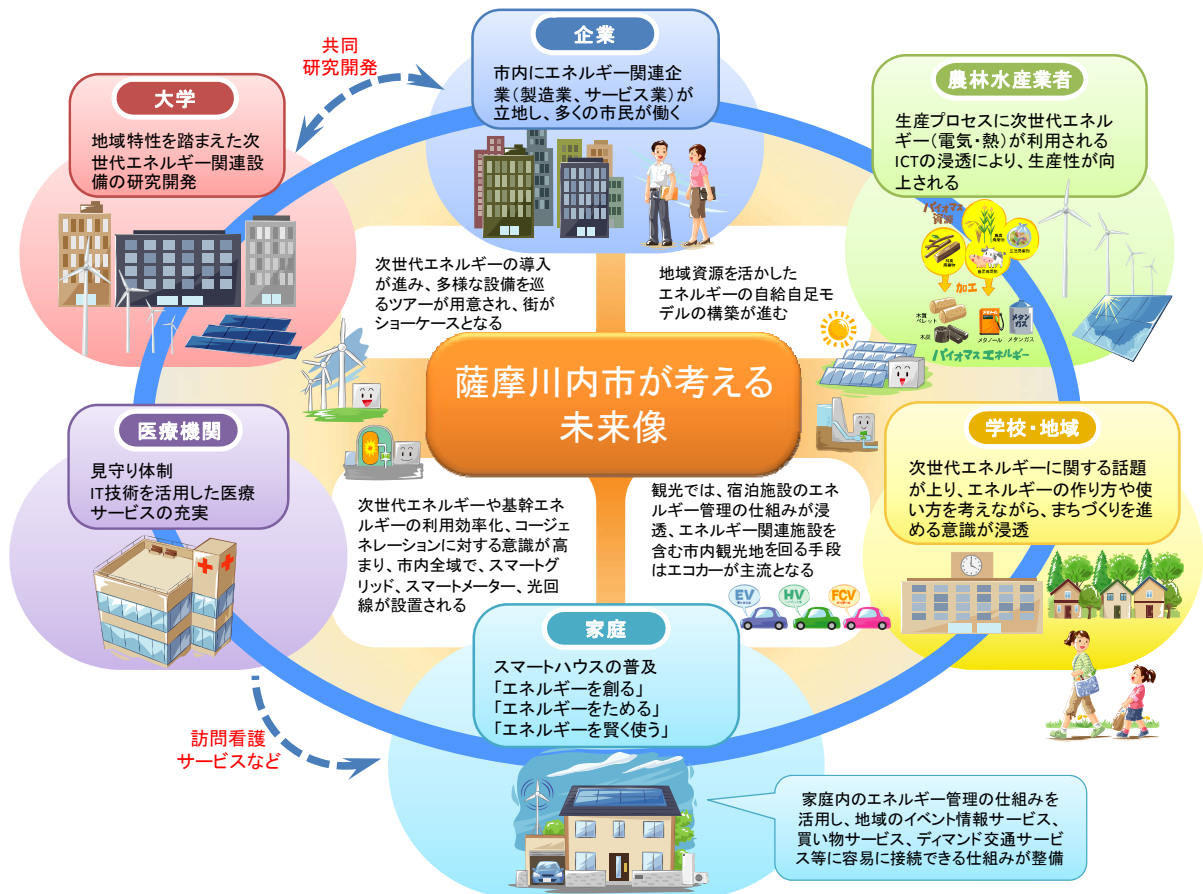 共同
研究開発
企業
市内にエネルギー関連企
業(製造業、サービス業)が
立地し、多くの市民が働く
大学
地域特性を踏まえた次
世代エネルギー関連設
備の研究開発
農林水産業者
生産プロセスに次世代エネル
ギー(電気・熱)が利用される
ICTの浸透により、生産性が向
上される
バイオマス
資源
加工
木質
ペレット
木炭
メタノール
メタン
ガス
メタンガス
バイオマスエネルギー
次世代エネルギーの導入
が進み、多様な設備を巡
るツアーが用意され、街が
ショーケースとなる
地域資源を活かした
エネルギーの自給自足モ
デルの構築が進む
薩摩川内市が考える
未来像
医療機関
見守り体制
IT技術を活用した医療
サービスの充実
学校・地域
次世代エネルギーに関する話題
が上り、エネルギーの作り方や使
い方を考えながら、まちづくりを進
める意識が浸透
次世代エネルギーや基幹エネ
ルギーの利用効率化、コージェ
ネレーションに対する意識が高
まり、市内全域で、スマートグ
リッド、スマートメーター、光回
線が設置される
観光では、宿泊施設のエネ
ルギー管理の仕組みが浸
透、エネルギー関連施設を
含む市内観光地を回る手段
はエコカーが主流となる
EV
HV
FCV
家庭
スマートハウスの普及
「エネルギーを創る」
「エネルギーをためる」
「エネルギーを賢く使う」
訪問看護
サービスなど
家庭内のエネルギー管理の仕組みを
活用し、地域のイベント情報サービス、
買い物サービス、ディマンド交通サービ
ス等に容易に接続できる仕組みが整備